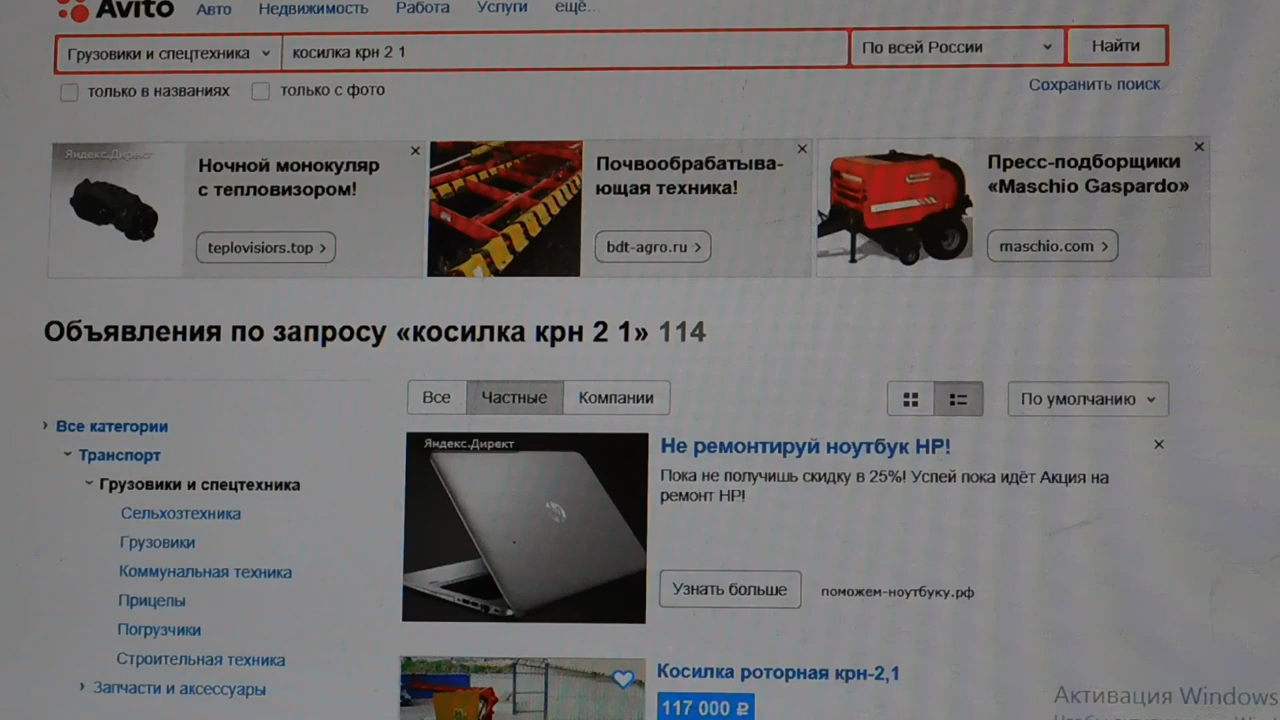 Avito Авто Недвижимость Работа Услуги ещё...
Грузовики и спецтехника косилка крн 2 1 По всей России Найти
только в названиях только с фото Сохранить поиск
Яндекс.Директ
Ночной монокуляр
с тепловизором!
teplovisiors.top
Почвообрабатыва-
ющая техника!
bdt-agro.ru
Пресс-подборщики
«Maschio Gaspardo»
maschio.com
Объявления по запросу «косилка крн 2 1» 114
Все Частные Компании По умолчанию
Все категории
Транспорт
Грузовики и спецтехника
Сельхозтехника
Грузовики
Коммунальная техника
Прицепы
Погрузчики
Строительная техника
Запчасти и аксессуары
Яндекс.Директ
Не ремонтируй ноутбук HP!
Пока не получишь скидку в 25%! Успей пока идёт Акция на
ремонт HP!
Узнать больше поможем-ноутбуку.рф
Косилка роторная крн-2,1
117 000 ₽
Активация Windows